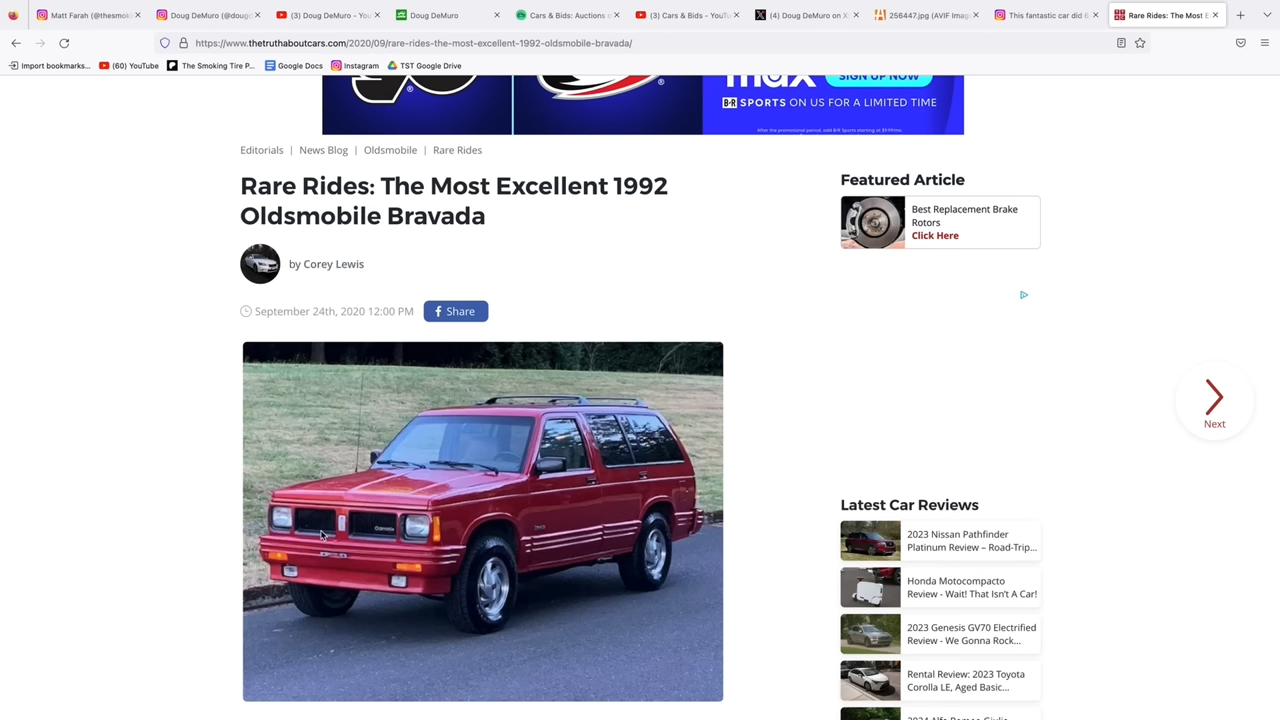 Matt Farah (@thesmoki
Doug DeMuro (@dougd
(3) Doug DeMuro - You
Doug DeMuro
Cars & Bids: Auctions o
(3) Cars & Bids - YouTu
(4) Doug DeMuro on X
256447.jpg (AVIF Imag
This fantastic car did 6
Rare Rides: The Most E
https://www.thetruthaboutcars.com/2020/09/rare-rides-the-most-excellent-1992-oldsmobile-bravada/
Import bookmarks...
(60) YouTube
The Smoking Tire P...
Google Docs
Instagram
TST Google Drive
max
SIGN UP NOW
B·R SPORTS ON US FOR A LIMITED TIME
Editorials | News Blog | Oldsmobile | Rare Rides
Rare Rides: The Most Excellent 1992
Oldsmobile Bravada
by Corey Lewis
September 24th, 2020 12:00 PM
Share
Featured Article
Best Replacement Brake
Rotors
Click Here
Next
Latest Car Reviews
2023 Nissan Pathfinder
Platinum Review – Road-Trip...
Honda Motocompacto
Review - Wait! That Isn't A Car!
2023 Genesis GV70 Electrified
Review - We Gonna Rock...
Rental Review: 2023 Toyota
Corolla LE, Aged Basic...